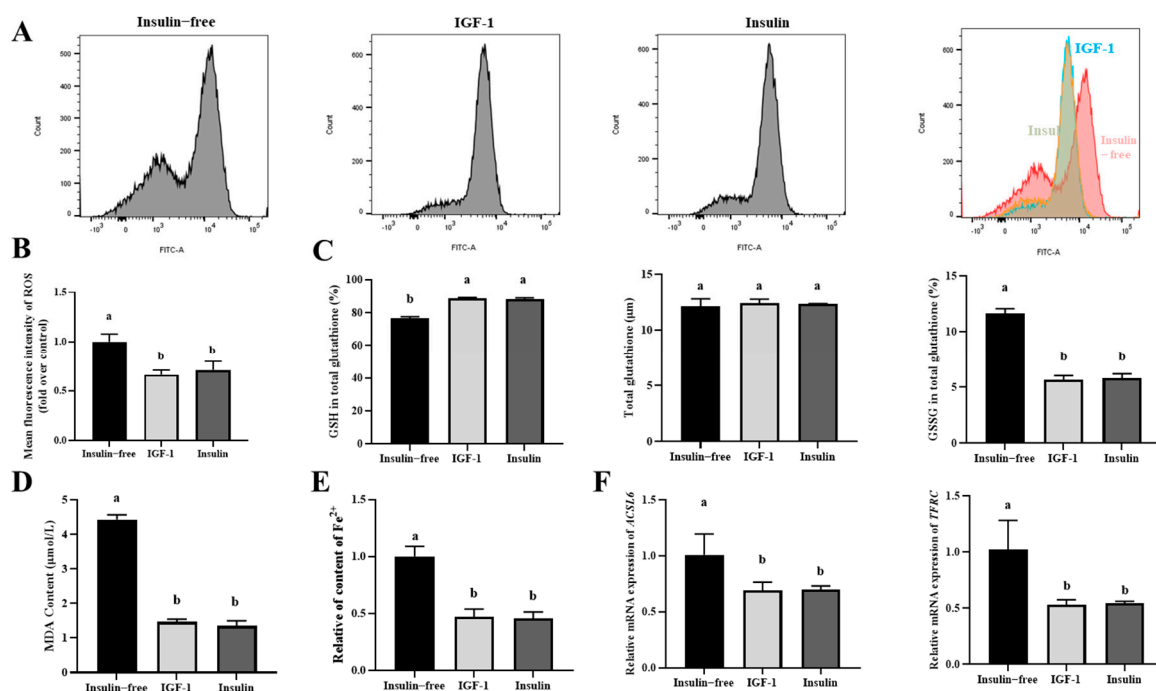 A
Insulin−free
Count
500
400
300
200
100
0
-10³ 0 10³ 10⁴ 10⁵
FITC-A
IGF-1
Count
600
400
200
0
-10³ 0 10³ 10⁴ 10⁵
FITC-A
Insulin
Count
600
400
200
0
-10³ 0 10³ 10⁴ 10⁵
FITC-A
Count
600
400
200
0
IGF-1
Insul
Insulin
−free
-10³ 0 10³ 10⁴ 10⁵
FITC-A
B
Mean fluorescence intensity of ROS
(fold over control)
1.5
1.0
0.5
0.0
a
b
b
Insulin−free IGF-1 Insulin
C
GSH in total glutathione (%)
100
80
60
40
20
0
b
a
a
Insulin−free IGF-1 Insulin
Total glutathione (μm)
15
10
5
0
a
a
a
Insulin−free IGF-1 Insulin
GSSG in total glutathione (%)
15
10
5
0
a
b
b
Insulin−free IGF-1 Insulin
D
MDA Content (μmol/L)
5
4
3
2
1
0
a
b
b
Insulin−free IGF-1 Insulin
E
Relative of content of Fe²⁺
1.5
1.0
0.5
0.0
a
b
b
Insulin−free IGF-1 Insulin
F
Relative mRNA expression of ACSL6
1.5
1.0
0.5
0.0
a
b
b
Insulin−free IGF-1 Insulin
Relative mRNA expression of TFRC
1.5
1.0
0.5
0.0
a
b
b
Insulin−free IGF-1 Insulin